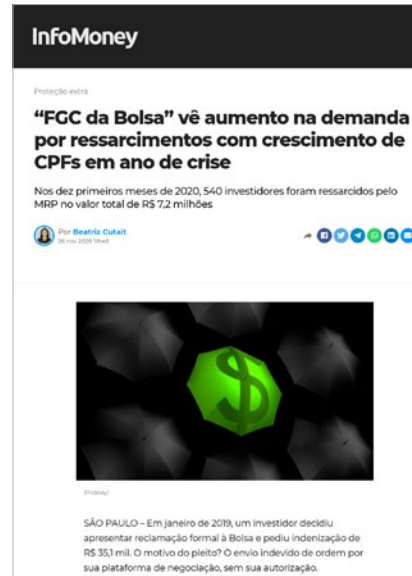 InfoMoney
Proteção extra
“FGC da Bolsa” vê aumento na demanda
por ressarcimentos com crescimento de
CPFs em ano de crise
Nos dez primeiros meses de 2020, 540 investidores foram ressarcidos pelo
MRP no valor total de R$ 7,2 milhões
Por Beatriz Cutait
26 nov 2020
(Pixabay)
SÃO PAULO – Em janeiro de 2019, um investidor decidiu
apresentar reclamação formal à Bolsa e pediu indenização de
R$ 35,1 mil. O motivo do pleito? O envio indevido de ordem por
sua plataforma de negociação, sem sua autorização.